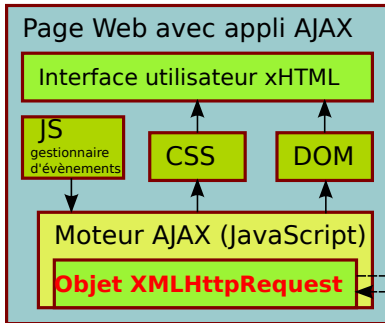 Page Web avec appli AJAX
Interface utilisateur xHTML
JS
gestionnaire
d'évènements
CSS
DOM
Moteur AJAX (JavaScript)
Objet XMLHttpRequest